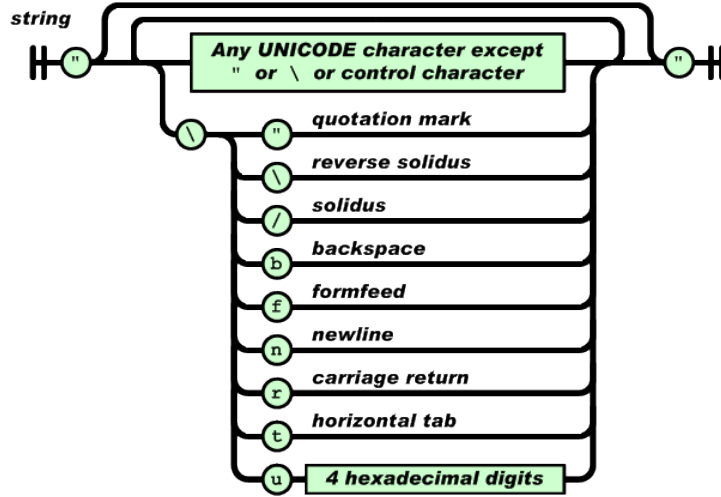 string
" Any UNICODE character except "
" or \ or control character
\ " quotation mark
\ reverse solidus
/ solidus
b backspace
f formfeed
n newline
r carriage return
t horizontal tab
u 4 hexadecimal digits